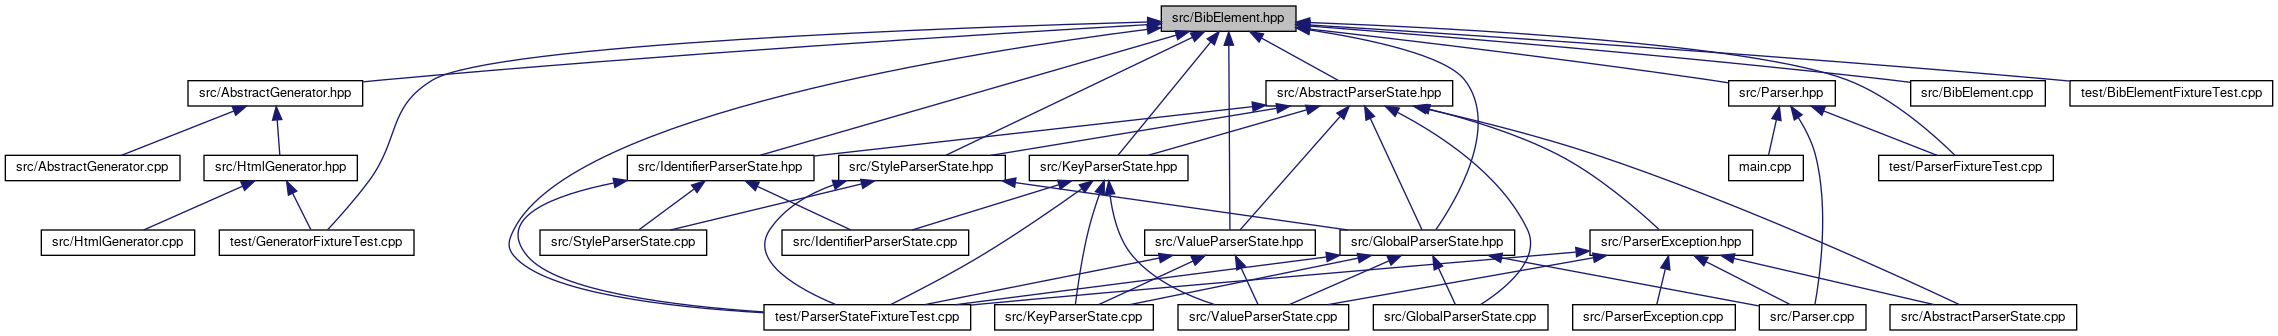 src/BibElement.hpp
src/AbstractGenerator.hpp
src/AbstractParserState.hpp
src/Parser.hpp
src/BibElement.cpp
test/BibElementFixtureTest.cpp
src/AbstractGenerator.cpp
src/HtmlGenerator.hpp
src/IdentifierParserState.hpp
src/StyleParserState.hpp
src/KeyParserState.hpp
main.cpp
test/ParserFixtureTest.cpp
src/HtmlGenerator.cpp
test/GeneratorFixtureTest.cpp
src/StyleParserState.cpp
src/IdentifierParserState.cpp
src/ValueParserState.hpp
src/GlobalParserState.hpp
src/ParserException.hpp
test/ParserStateFixtureTest.cpp
src/KeyParserState.cpp
src/ValueParserState.cpp
src/GlobalParserState.cpp
src/ParserException.cpp
src/Parser.cpp
src/AbstractParserState.cpp